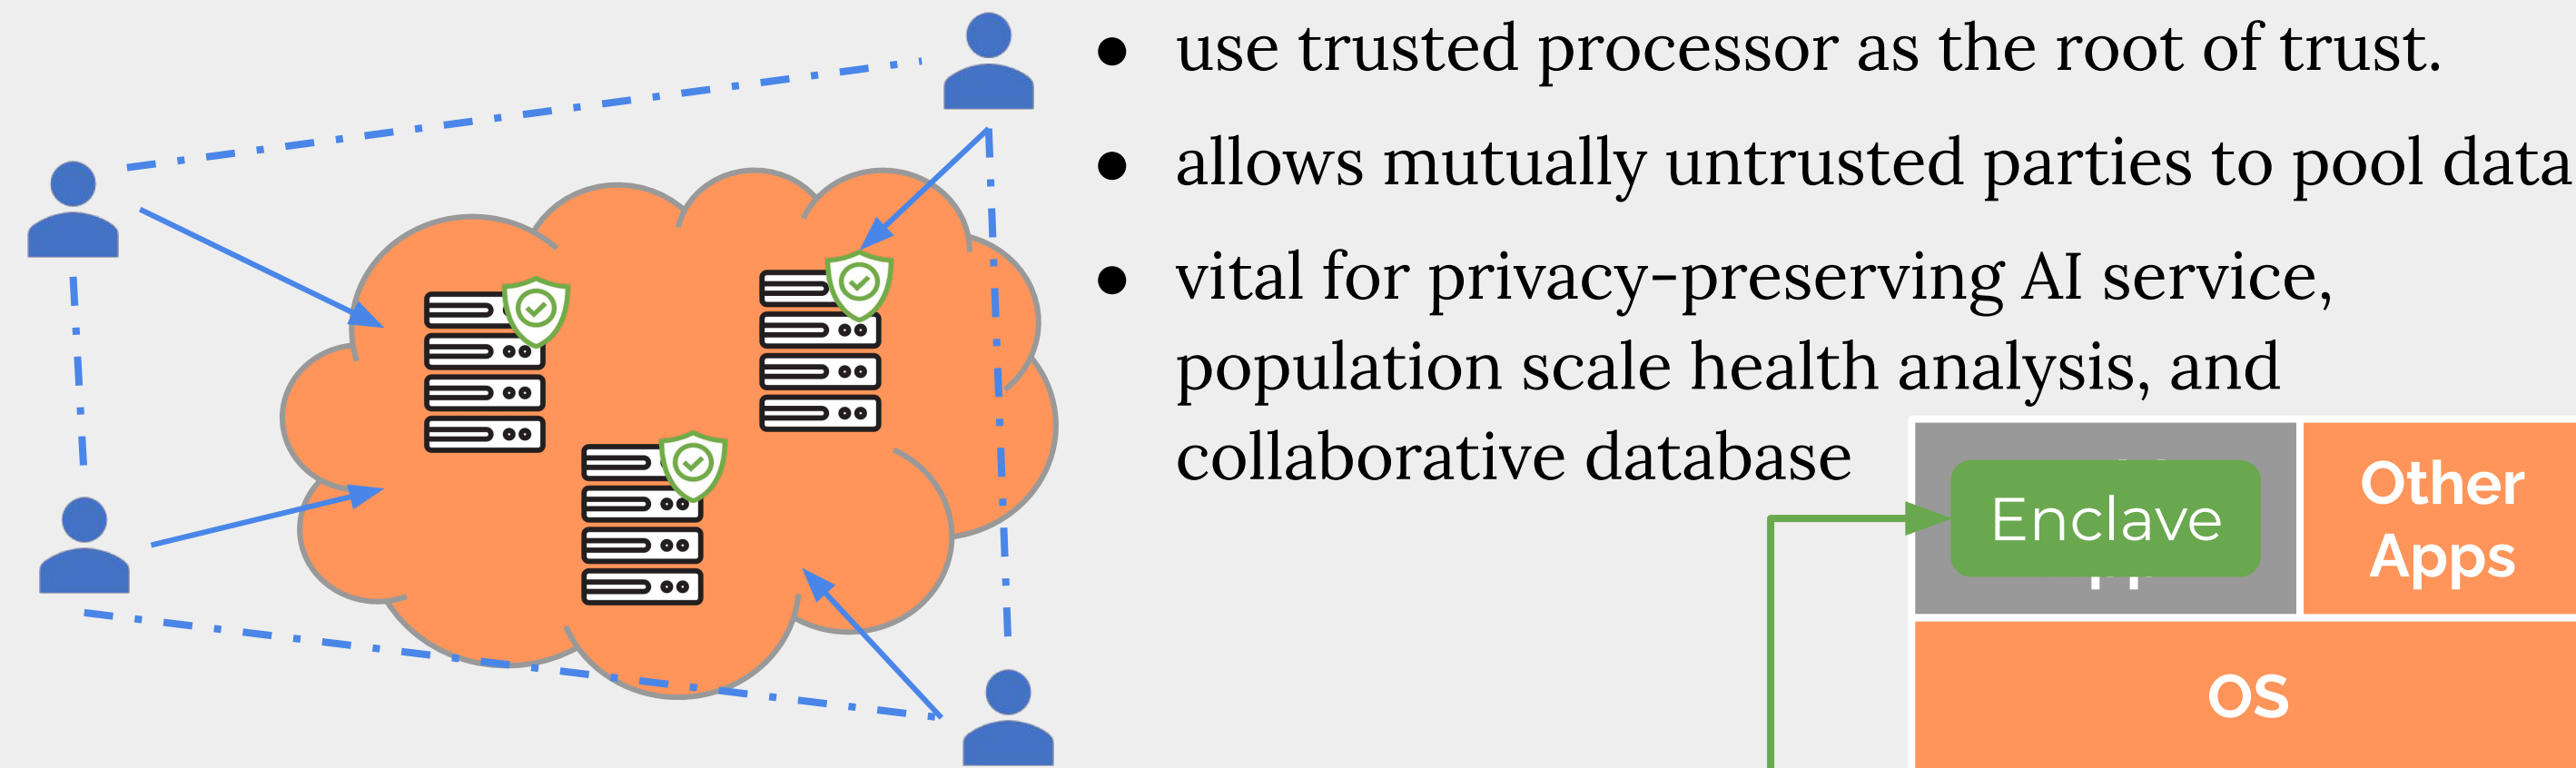 ● use trusted processor as the root of trust.
● allows mutually untrusted parties to pool data
● vital for privacy-preserving AI service,
population scale health analysis, and
collaborative database
Enclave
Other
Apps
OS